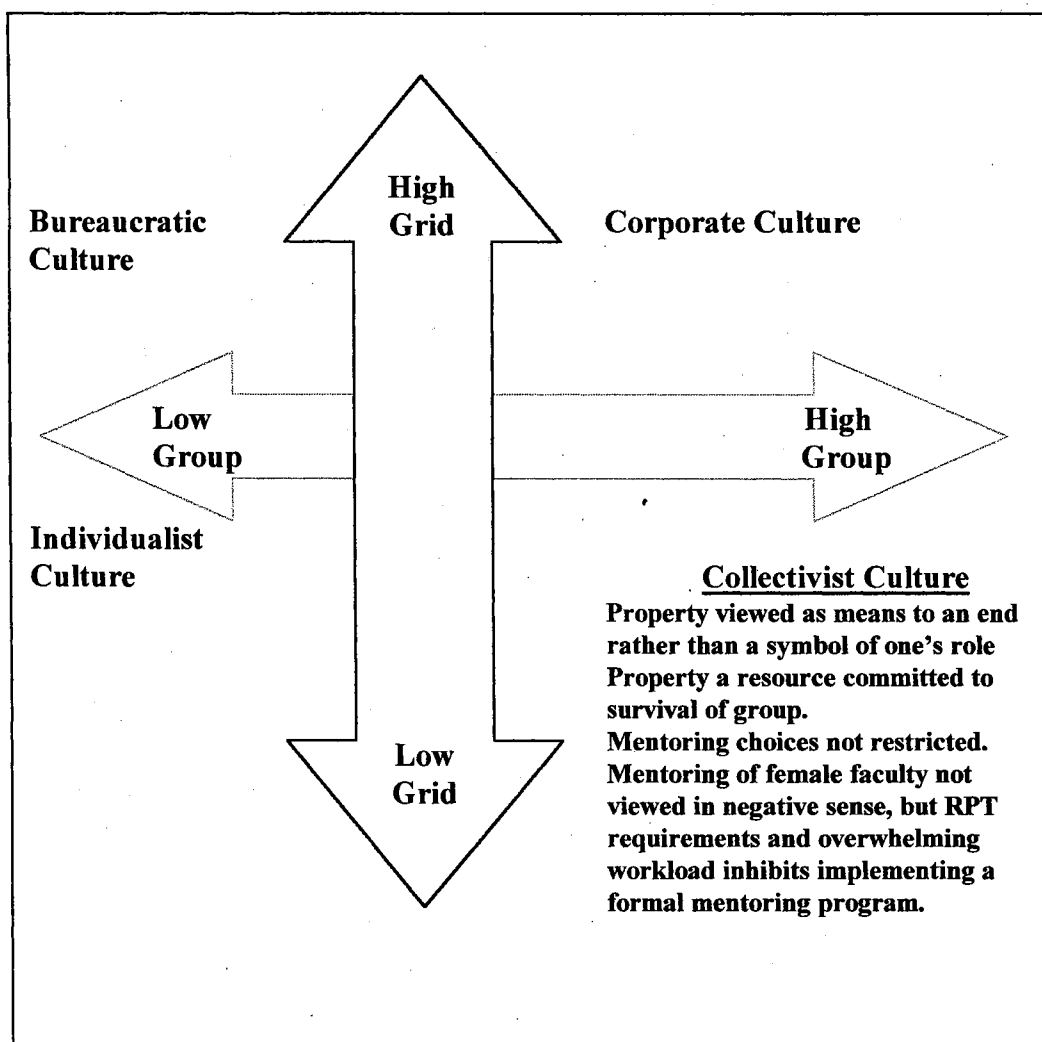 High
Grid
Bureaucratic
Culture
Corporate Culture
Low
Group
High
Group
Individualist
Culture
Collectivist Culture
Property viewed as means to an end
rather than a symbol of one's role
Property a resource committed to
survival of group.
Mentoring choices not restricted.
Mentoring of female faculty not
viewed in negative sense, but RPT
requirements and overwhelming
workload inhibits implementing a
formal mentoring program.
Low
Grid